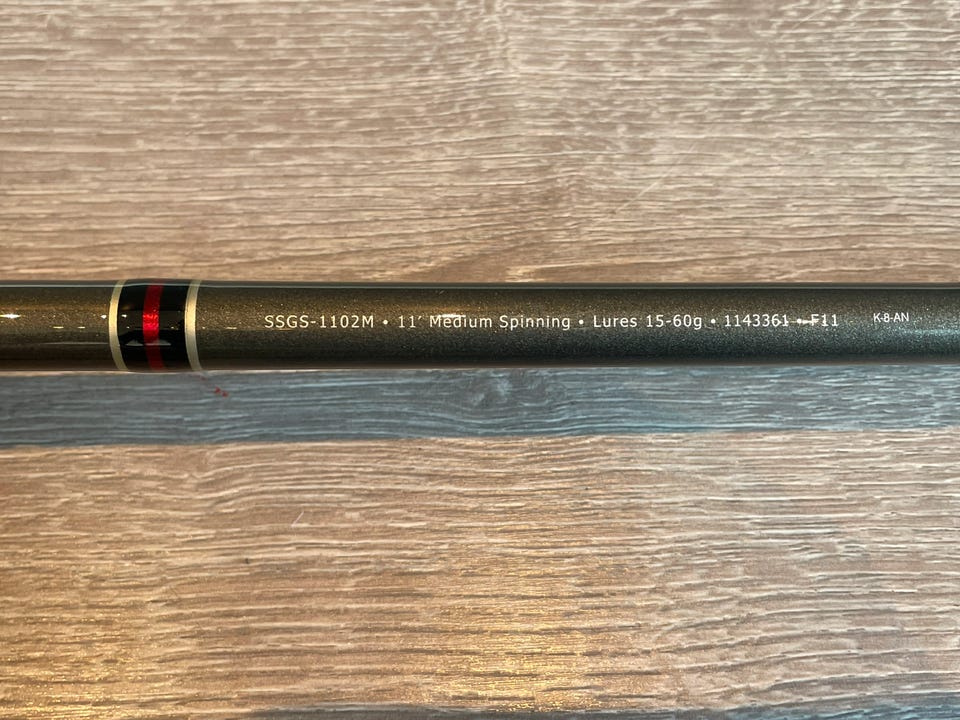 SSGS-1102M • 11′ Medium Spinning • Lures 15-60g • 1143361 • F11 K-8-AN